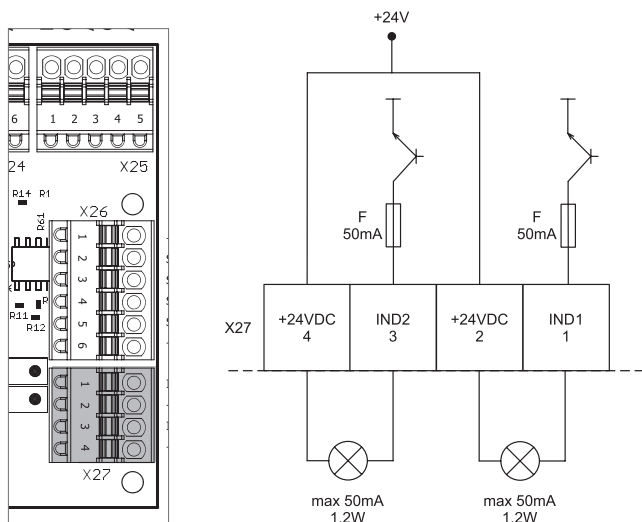 +24V
6
1 2 3 4 5
24
X25
R14 R1
R61
X26
1
2
3
4
5
6
R11
R12
1
2
3
4
X27
F
50mA
F
50mA
X27
+24VDC
4
IND2
3
+24VDC
2
IND1
1
max 50mA
1.2W
max 50mA
1.2W